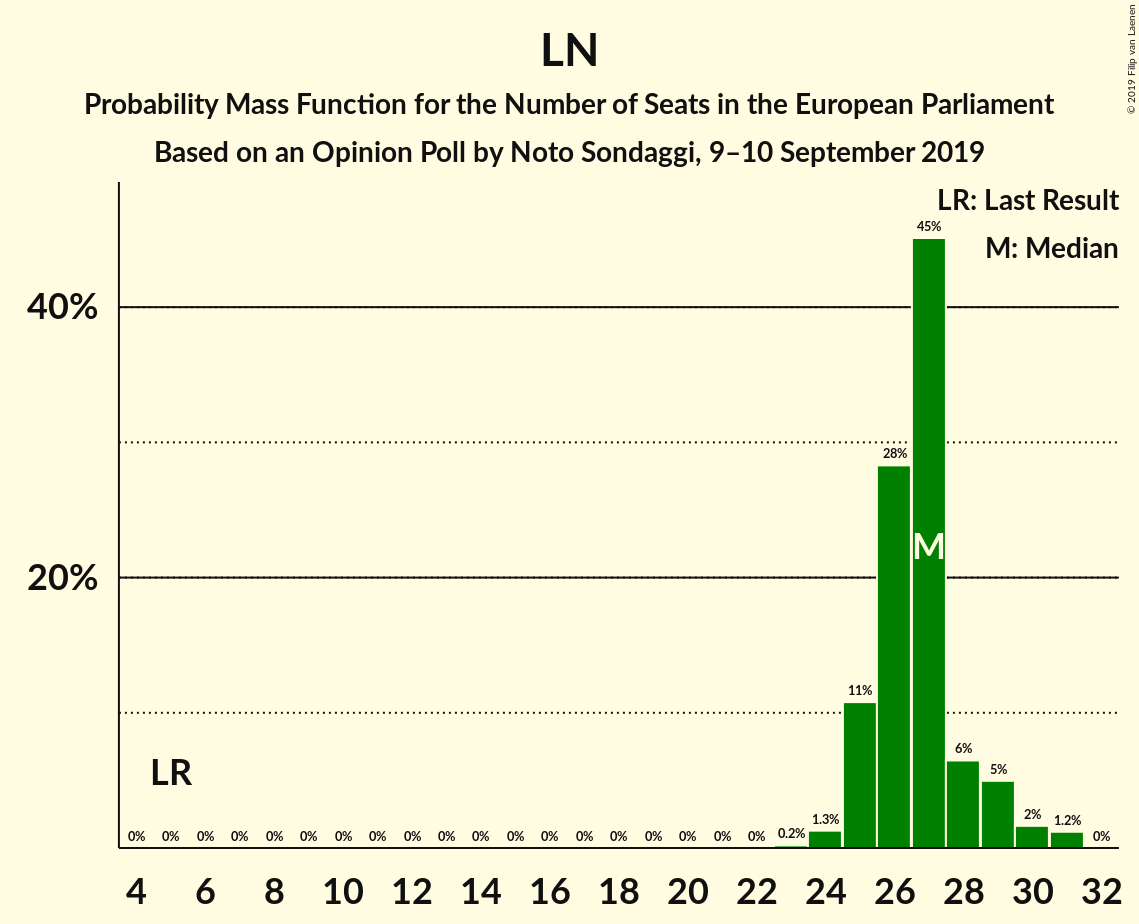 LN
Probability Mass Function for the Number of Seats in the European Parliament
Based on an Opinion Poll by Noto Sondaggi, 9–10 September 2019
© 2019 Filip van Laenen
LR: Last Result
M: Median
45%
40%
28%
M
20%
11%
LR
6%
5%
0% 0% 0% 0% 0% 0% 0% 0% 0% 0% 0% 0% 0% 0% 0% 0% 0% 0% 0% 0.2% 1.3% 2% 1.2% 0%
4 6 8 10 12 14 16 18 20 22 24 26 28 30 32